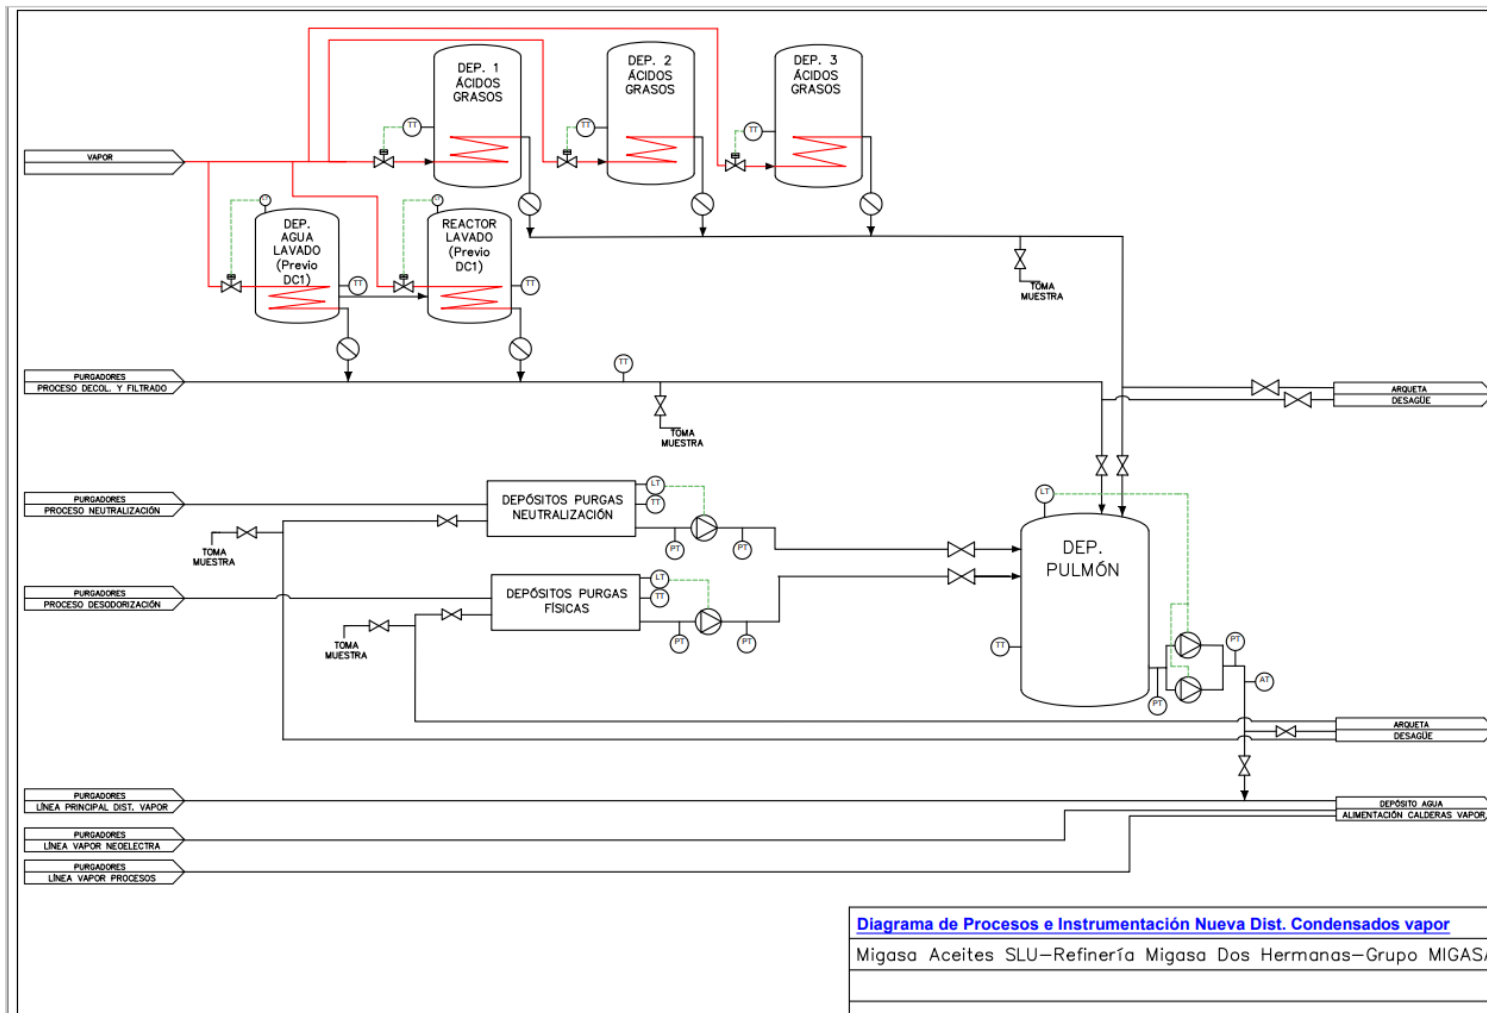 DEP. 1
ÁCIDOS
GRASOS
DEP. 2
ÁCIDOS
GRASOS
DEP. 3
ÁCIDOS
GRASOS
TT
TT
TT
VAPOR
LT
LT
DEP.
AGUA
LAVADO
(Previo
DC1)
REACTOR
LAVADO
(Previo
DC1)
TT
TT
TOMA
MUESTRA
PURGADORES
PROCESO DECOL. Y FILTRADO
TT
TOMA
MUESTRA
ARQUETA
DESAGÜE
PURGADORES
PROCESO NEUTRALIZACIÓN
DEPÓSITOS PURGAS
NEUTRALIZACIÓN
LT
TT
PT
PT
TOMA
MUESTRA
LT
DEP.
PULMÓN
PURGADORES
PROCESO DESODORIZACIÓN
DEPÓSITOS PURGAS
FÍSICAS
LT
TT
PT
PT
TOMA
MUESTRA
TT
PT
PT
AT
ARQUETA
DESAGÜE
PURGADORES
LÍNEA PRINCIPAL DIST. VAPOR
DEPÓSITO AGUA
ALIMENTACIÓN CALDERAS VAPOR
PURGADORES
LÍNEA VAPOR NEOELECTRA
PURGADORES
LÍNEA VAPOR PROCESOS
Diagrama de Procesos e Instrumentación Nueva Dist. Condensados vapor
Migasa Aceites SLU-Refinería Migasa Dos Hermanas-Grupo MIGASA